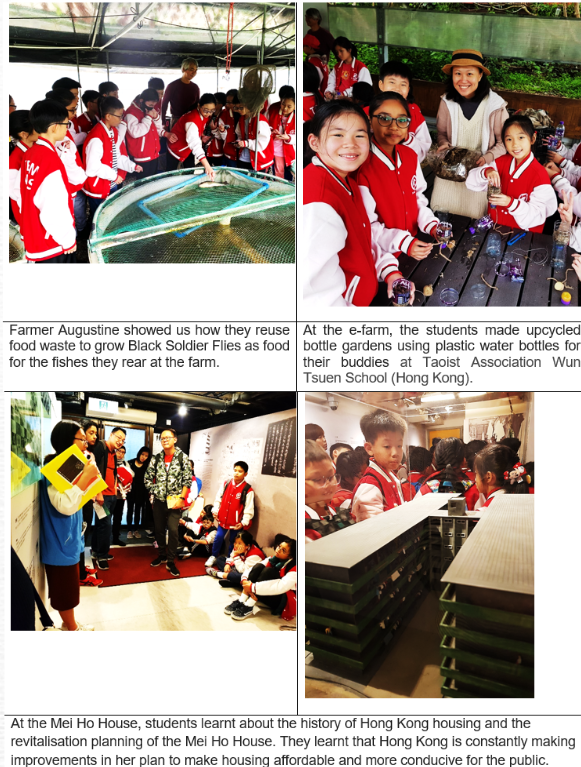 Farmer Augustine showed us how they reuse
food waste to grow Black Soldier Flies as food
for the fishes they rear at the farm.
At the e-farm, the students made upcycled
bottle gardens using plastic water bottles for
their buddies at Taoist Association Wun
Tsuen School (Hong Kong).
At the Mei Ho House, students learnt about the history of Hong Kong housing and the
revitalisation planning of the Mei Ho House. They learnt that Hong Kong is constantly making
improvements in her plan to make housing affordable and more conducive for the public.